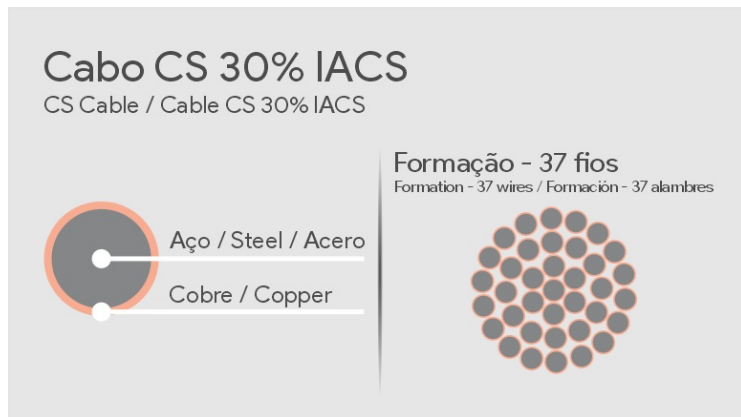 Cabo CS 30% IACS
CS Cable / Cable CS 30% IACS
Aço / Steel / Acero
Cobre / Copper
Formação - 37 fios
Formation - 37 wires / Formación - 37 alambres